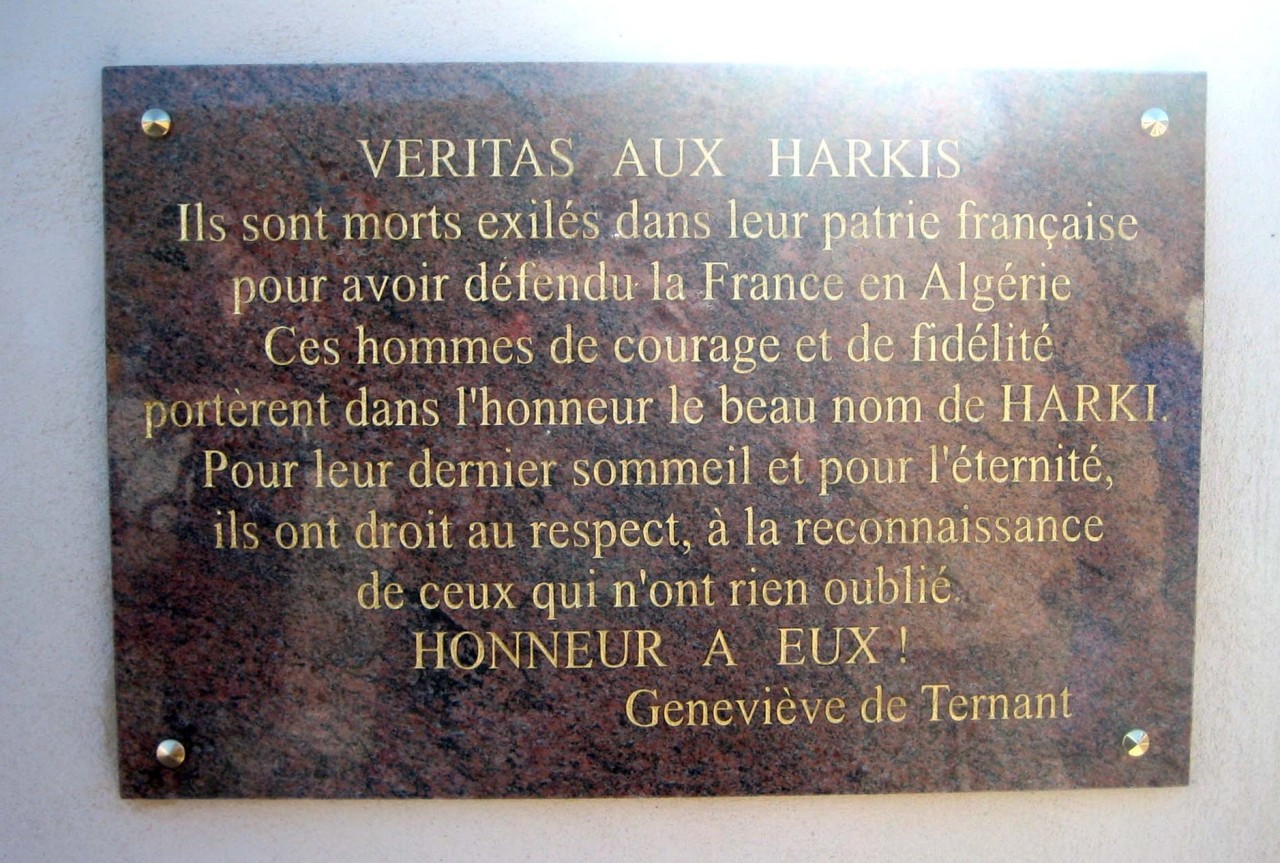 VERITAS AUX HARKIS
Ils sont morts exilés dans leur patrie française
pour avoir défendu la France en Algérie
Ces hommes de courage et de fidélité
portèrent dans l'honneur le beau nom de HARKI.
Pour leur dernier sommeil et pour l'éternité,
ils ont droit au respect, à la reconnaissance
de ceux qui n'ont rien oublié.
HONNEUR A EUX !
Geneviève de Ternant